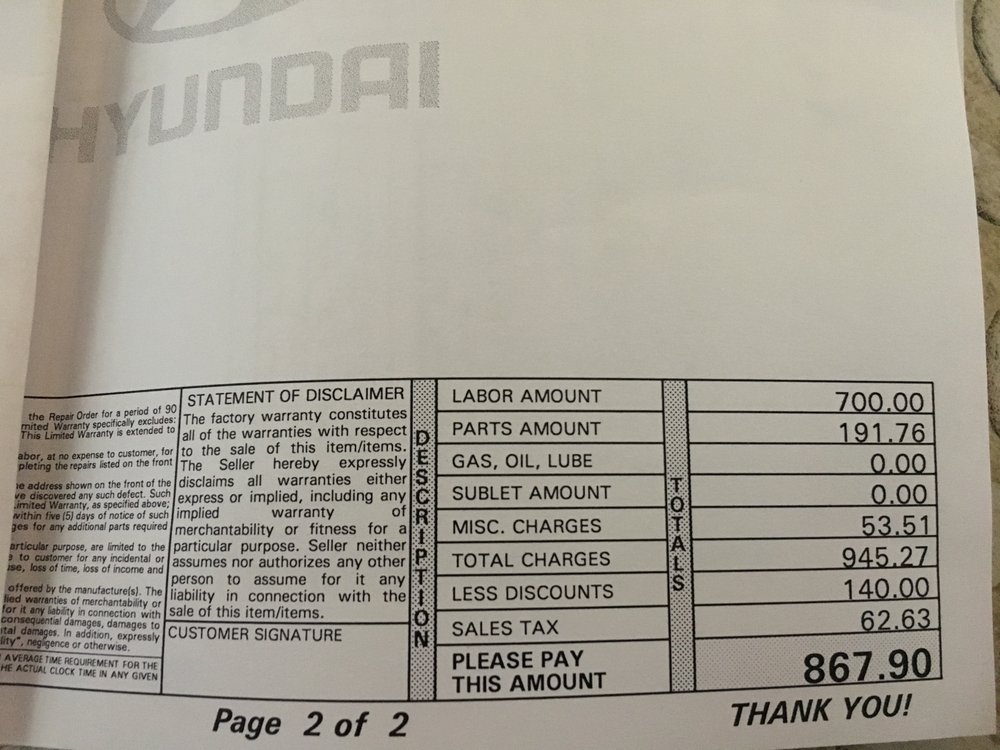 HYUNDAI
the Repair Order for a period of 90
mited Warranty specifically excludes:
This Limited Warranty is extended to
abor, at no expense to customer, for
pleting the repairs listed on the front
he address shown on the front of the
ve discovered any such defect. Such
Limited Warranty, as specified above;
within five (5) days of notice of such
ges for any additional parts required
articular purpose, are limited to the
e to customer for any incidental or
use, loss of time, loss of income and
offered by the manufacture(s). The
lied warranties of merchantability or
for it any liability in connection with
consequential damages, damages to
ital damages. In addition, expressly
lity", negligence or otherwise.
AVERAGE TIME REQUIREMENT FOR THE
HE ACTUAL CLOCK TIME IN ANY GIVEN
STATEMENT OF DISCLAIMER
The factory warranty constitutes
all of the warranties with respect
to the sale of this item/items.
The Seller hereby expressly
disclaims all warranties either
express or implied, including any
implied warranty of
merchantability or fitness for a
particular purpose. Seller neither
assumes nor authorizes any other
person to assume for it any
liability in connection with the
sale of this item/items.
CUSTOMER SIGNATURE
DESCRIPTION
TOTALS
LABOR AMOUNT 700.00
PARTS AMOUNT 191.76
GAS, OIL, LUBE 0.00
SUBLET AMOUNT 0.00
MISC. CHARGES 53.51
TOTAL CHARGES 945.27
LESS DISCOUNTS 140.00
SALES TAX 62.63
PLEASE PAY
THIS AMOUNT 867.90
Page 2 of 2
THANK YOU!